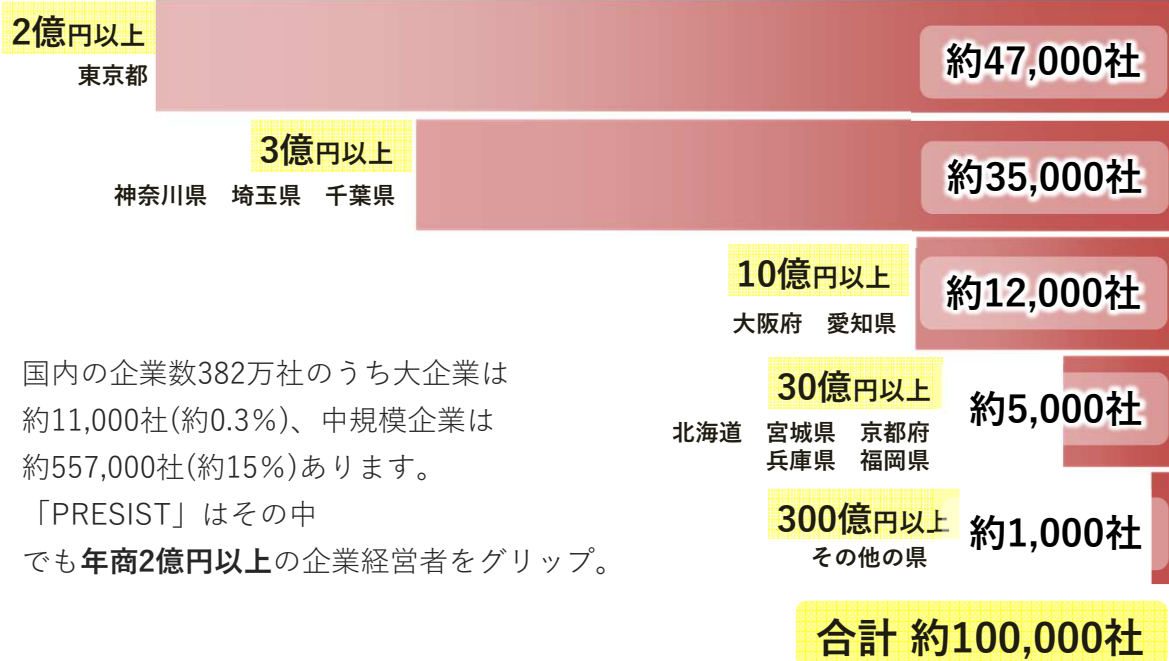 2億円以上
東京都
約47,000社
3億円以上
神奈川県 埼玉県 千葉県
約35,000社
10億円以上
大阪府 愛知県
約12,000社
30億円以上
北海道 宮城県 京都府
兵庫県 福岡県
約5,000社
300億円以上
その他の県
約1,000社
合計 約100,000社
国内の企業数382万社のうち大企業は
約11,000社(約0.3%)、中規模企業は
約557,000社(約15%)あります。
「PRESIST」はその中
でも年商2億円以上の企業経営者をグリップ。